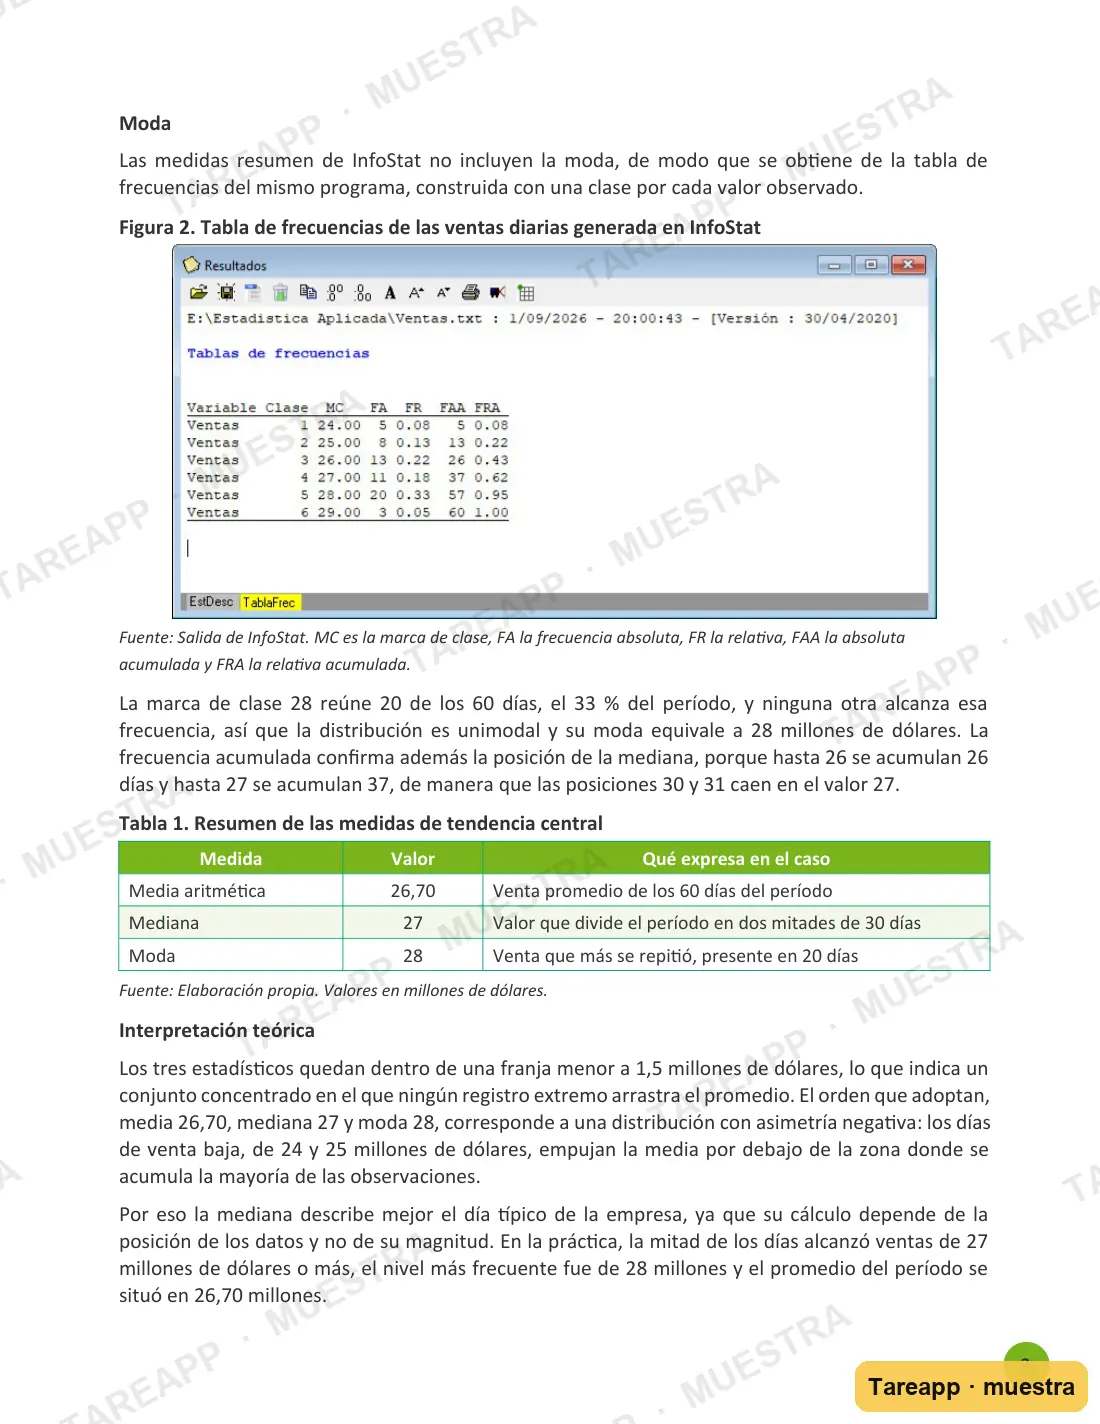 Moda
Las medidas resumen de InfoStat no incluyen la moda, de modo que se obtiene de la tabla de
frecuencias del mismo programa, construida con una clase por cada valor observado.
Figura 2. Tabla de frecuencias de las ventas diarias generada en InfoStat
Resultados
E:\Estadistica Aplicada\Ventas.txt : 1/09/2026 - 20:00:43 - [Versión : 30/04/2020]
Tablas de frecuencias
Variable Clase MC FA FR FAA FRA
Ventas 1 24.00 5 0.08 5 0.08
Ventas 2 25.00 8 0.13 13 0.22
Ventas 3 26.00 13 0.22 26 0.43
Ventas 4 27.00 11 0.18 37 0.62
Ventas 5 28.00 20 0.33 57 0.95
Ventas 6 29.00 3 0.05 60 1.00
EstDesc TablaFrec
Fuente: Salida de InfoStat. MC es la marca de clase, FA la frecuencia absoluta, FR la relativa, FAA la absoluta
acumulada y FRA la relativa acumulada.
La marca de clase 28 reúne 20 de los 60 días, el 33 % del período, y ninguna otra alcanza esa
frecuencia, así que la distribución es unimodal y su moda equivale a 28 millones de dólares. La
frecuencia acumulada confirma además la posición de la mediana, porque hasta 26 se acumulan 26
días y hasta 27 se acumulan 37, de manera que las posiciones 30 y 31 caen en el valor 27.
Tabla 1. Resumen de las medidas de tendencia central
Medida Valor Qué expresa en el caso
Media aritmética 26,70 Venta promedio de los 60 días del período
Mediana 27 Valor que divide el período en dos mitades de 30 días
Moda 28 Venta que más se repitió, presente en 20 días
Fuente: Elaboración propia. Valores en millones de dólares.
Interpretación teórica
Los tres estadísticos quedan dentro de una franja menor a 1,5 millones de dólares, lo que indica un
conjunto concentrado en el que ningún registro extremo arrastra el promedio. El orden que adoptan,
media 26,70, mediana 27 y moda 28, corresponde a una distribución con asimetría negativa: los días
de venta baja, de 24 y 25 millones de dólares, empujan la media por debajo de la zona donde se
acumula la mayoría de las observaciones.
Por eso la mediana describe mejor el día típico de la empresa, ya que su cálculo depende de la
posición de los datos y no de su magnitud. En la práctica, la mitad de los días alcanzó ventas de 27
millones de dólares o más, el nivel más frecuente fue de 28 millones y el promedio del período se
situó en 26,70 millones.
Tareapp · muestra
TAREAPP · MUESTRA